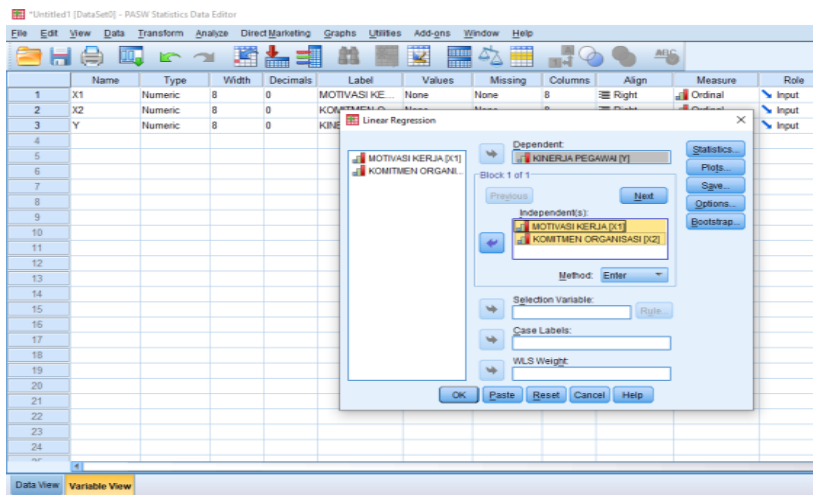 *Untitled1 [DataSet0] - PASW Statistics Data Editor
File Edit View Data Transform Analyze Direct Marketing Graphs Utilities Add-ons Window Help
Name Type Width Decimals Label Values Missing Columns Align Measure Role
1 X1 Numeric 8 0 MOTIVASI KE... None None 8 Right Ordinal Input
2 X2 Numeric 8 0 Input
3 Y Numeric 8 0 Input
4
5
6
7
8
9
10
11
12
13
14
15
16
17
18
19
20
21
22
23
24
Linear Regression
MOTIVASI KERJA [X1]
KOMITMEN ORGANI...
Dependent:
KINERJA PEGAWAI [Y]
Block 1 of 1
Previous Next
Independent(s):
MOTIVASI KERJA [X1]
KOMITMEN ORGANISASI [X2]
Method: Enter
Selection Variable:
Rule...
Case Labels:
WLS Weight:
Statistics...
Plots...
Save...
Options...
Bootstrap...
OK Paste Reset Cancel Help
Data View Variable View